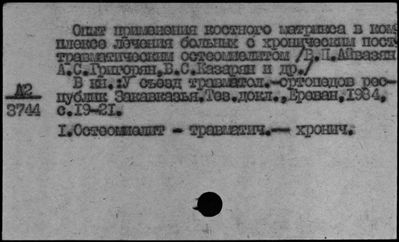 Опыт применения костного матрикса в ком
плексе лечения больных с хроническим пост
травматическим остеомиелитом /В.П.Айвазян
А.С.Григорян,В.С.Казарян и др./
В кн.:У съезд травматол.-ортопедов рес-
А2
публик Закавказья.Тез.докл.,Ереван,1984,
3744
с.19-21.
I.Остеомиелит - травматич.- хронич.